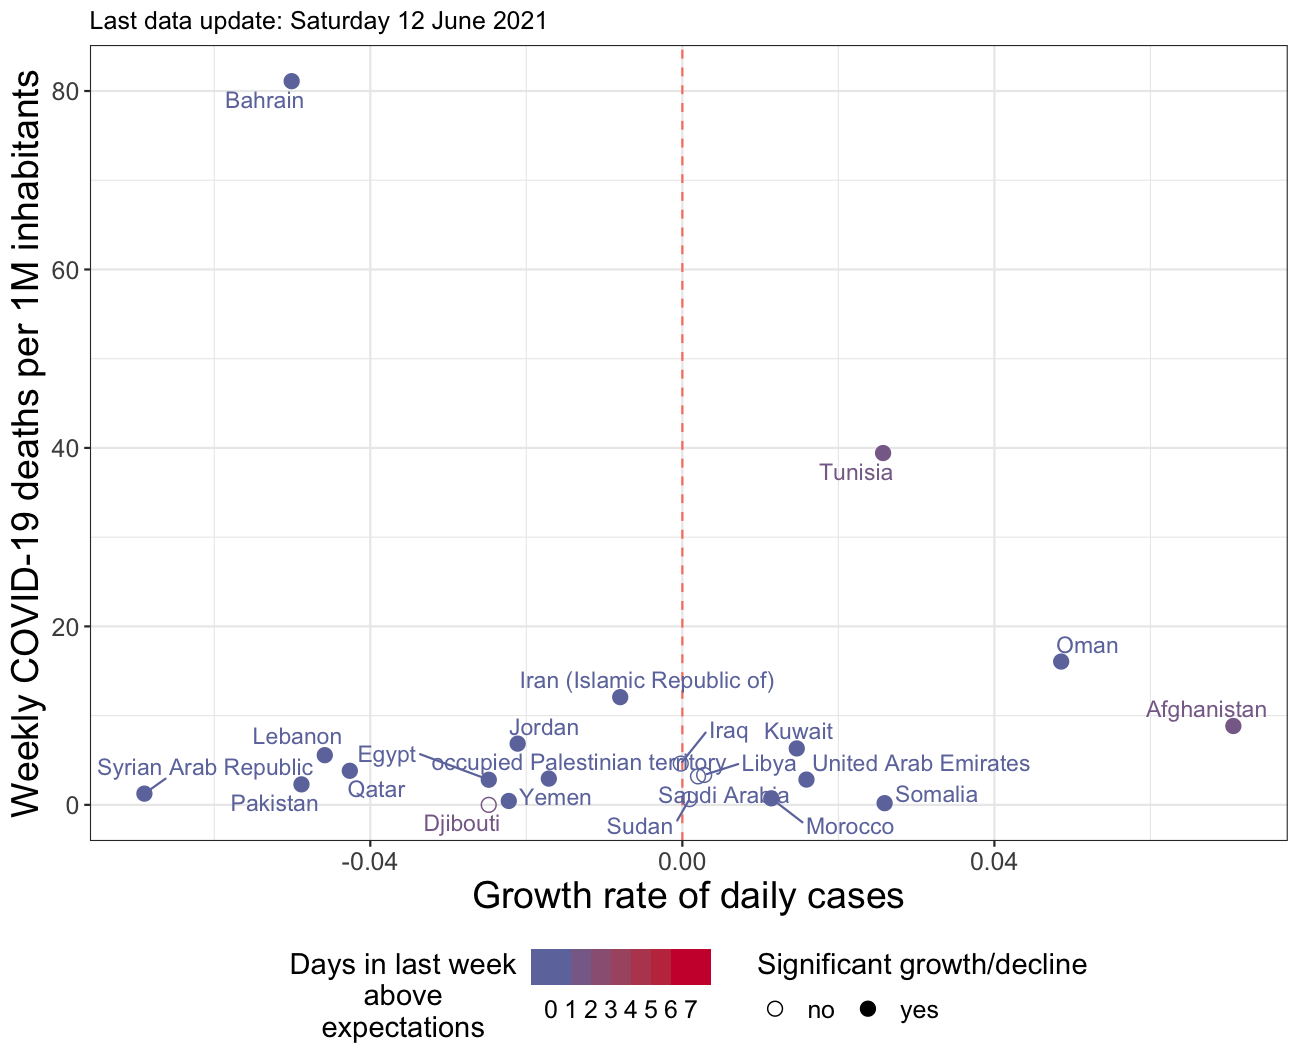 Last data update: Saturday 12 June 2021
Weekly COVID-19 deaths per 1M inhabitants
80
60
40
20
0
Bahrain
Tunisia
Oman
Iran (Islamic Republic of)
Afghanistan
Jordan
Iraq
Kuwait
Lebanon
Egypt
occupied Palestinian territory
Libya
United Arab Emirates
Syrian Arab Republic
Qatar
Saudi Arabia
Somalia
Pakistan
Yemen
Djibouti
Sudan
Morocco
-0.04
0.00
0.04
Growth rate of daily cases
Days in last week
above
expectations
0 1 2 3 4 5 6 7
Significant growth/decline
no
yes